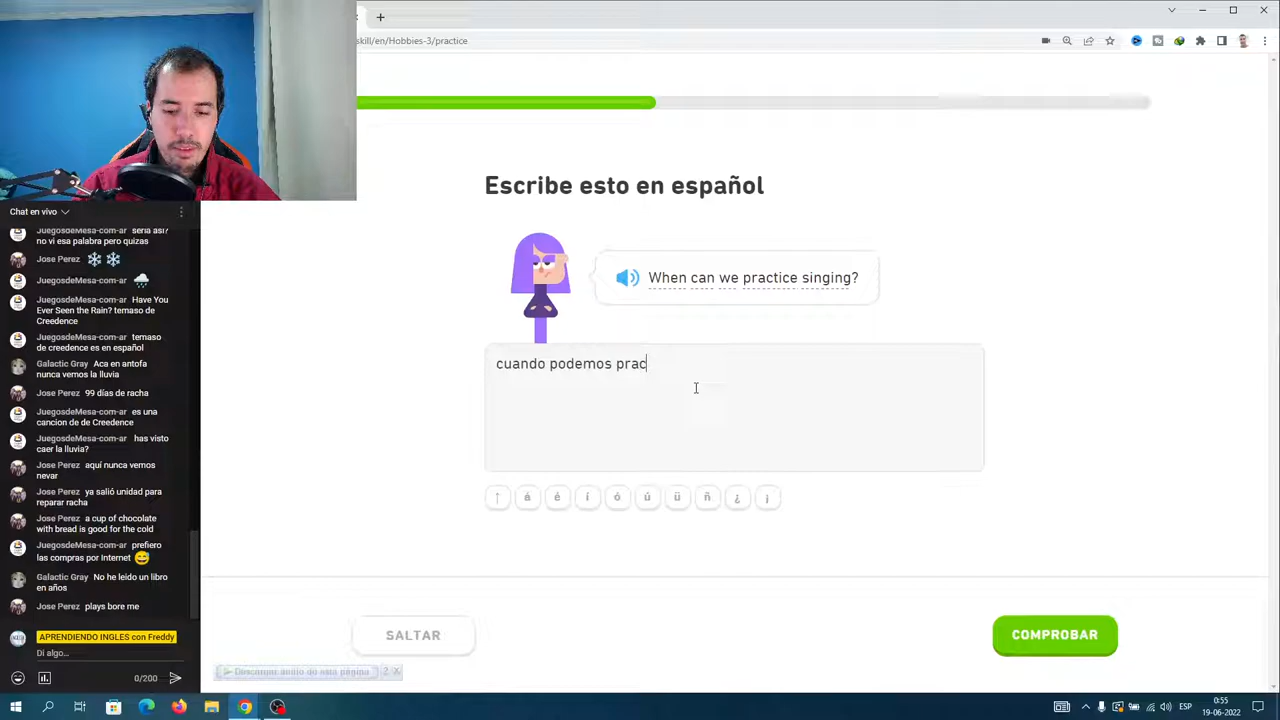 skill/en/Hobbies-3/practice
Escribe esto en español
When can we practice singing?
cuando podemos prac
↑ á é í ó ú ü ñ ¿ ¡
SALTAR
COMPROBAR
Descargar audio de esta página ? X
Chat en vivo
JuegosdeMesa-com-ar seria asi?
no vi esa palabra pero quizas
Jose Perez ❄️ ❄️
JuegosdeMesa-com-ar 🌧️
JuegosdeMesa-com-ar Have You
Ever Seen the Rain? temaso de
Creedence
JuegosdeMesa-com-ar temaso
de creedence es en español
Galactic Gray Aca en antofa
nunca vemos la lluvia
Jose Perez 99 días de racha
JuegosdeMesa-com-ar es una
cancion de de Creedence
JuegosdeMesa-com-ar has visto
caer la lluvia?
Jose Perez aquí nunca vemos
nevar
Jose Perez ya salió unidad para
reparar racha
Jose Perez a cup of chocolate
with bread is good for the cold
JuegosdeMesa-com-ar prefiero
las compras por Internet 😅
Galactic Gray No he leido un libro
en años
Jose Perez plays bore me
APRENDIENDO INGLES con Freddy
Di algo...
0/200
ESP
0:55
19-06-2022